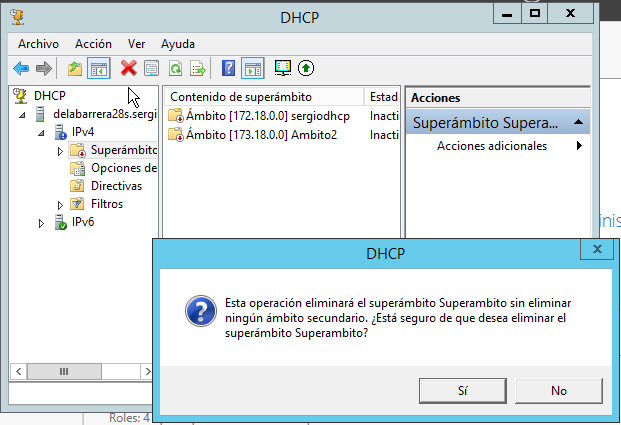 DHCP
Archivo Acción Ver Ayuda
DHCP
delabarrera28s.sergi
IPv4
Superámbito
Opciones de
Directivas
Filtros
IPv6
Contenido de superámbito Estad
Ámbito [172.18.0.0] sergiodhcp Inacti
Ámbito [173.18.0.0] Ambito2 Inacti
Acciones
Superámbito Supera...
Acciones adicionales
inis
DHCP
Esta operación eliminará el superámbito Superambito sin eliminar
ningún ámbito secundario. ¿Está seguro de que desea eliminar el
superámbito Superambito?
Sí No
Roles: 4